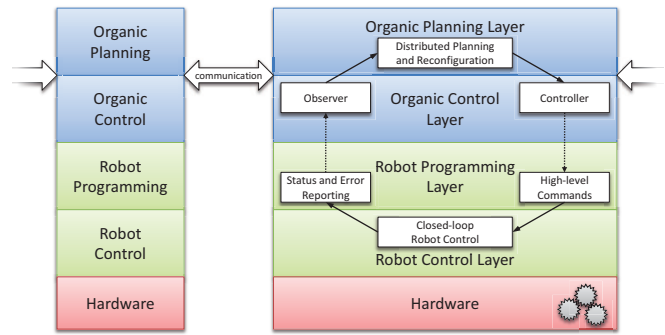 Organic
Planning
Organic
Control
Robot
Programming
Robot
Control
Hardware
communication
Organic Planning Layer
Distributed Planning
and Reconfiguration
Observer
Organic Control
Layer
Controller
Robot Programming
Layer
Status and Error
Reporting
High-level
Commands
Closed-loop
Robot Control
Robot Control Layer
Hardware